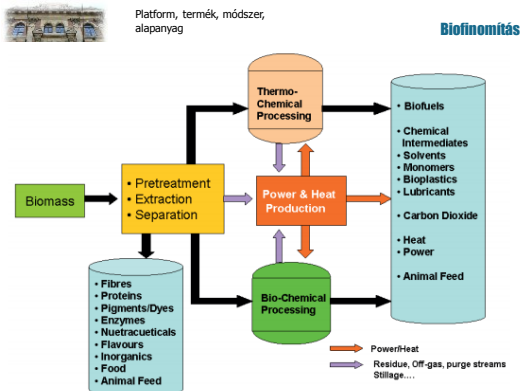 Platform, termék, módszer,
alapanyag
Biofinomítás
Thermo-
Chemical
Processing
• Biofuels
• Chemical
Intermediates
• Solvents
• Monomers
• Bioplastics
• Lubricants
• Carbon Dioxide
• Heat
• Power
• Animal Feed
Biomass
• Pretreatment
• Extraction
• Separation
Power & Heat
Production
• Fibres
• Proteins
• Pigments/Dyes
• Enzymes
• Nuetracueticals
• Flavours
• Inorganics
• Food
• Animal Feed
Bio-Chemical
Processing
Power/Heat
Residue, Off-gas, purge streams
Stillage....